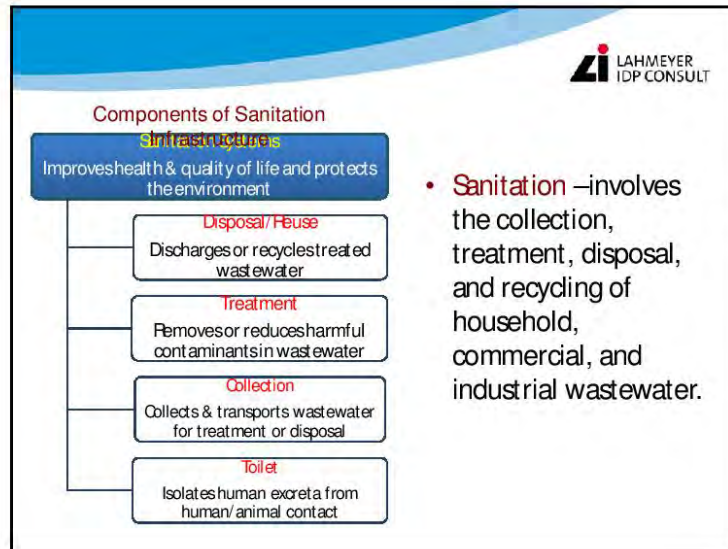 LAHMEYER
IDP CONSULT
Components of Sanitation
Infrastructure
Sanitation Systems
Improves health & quality of life and protects
the environment
Disposal/Reuse
Discharges or recycles treated
wastewater
Treatment
Removes or reduces harmful
contaminants in wastewater
Collection
Collects & transports wastewater
for treatment or disposal
Toilet
Isolates human excreta from
human/animal contact
• Sanitation –involves
the collection,
treatment, disposal,
and recycling of
household,
commercial, and
industrial wastewater.